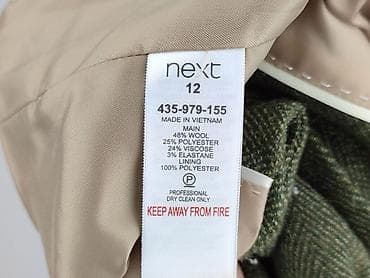 next
12
435-979-155
MADE IN VIETNAM
MAIN
48% WOOL
25% POLYESTER
24% VISCOSE
3% ELASTANE
LINING
100% POLYESTER
P
PROFESSIONAL
DRY CLEAN ONLY
KEEP AWAY FROM FIRE